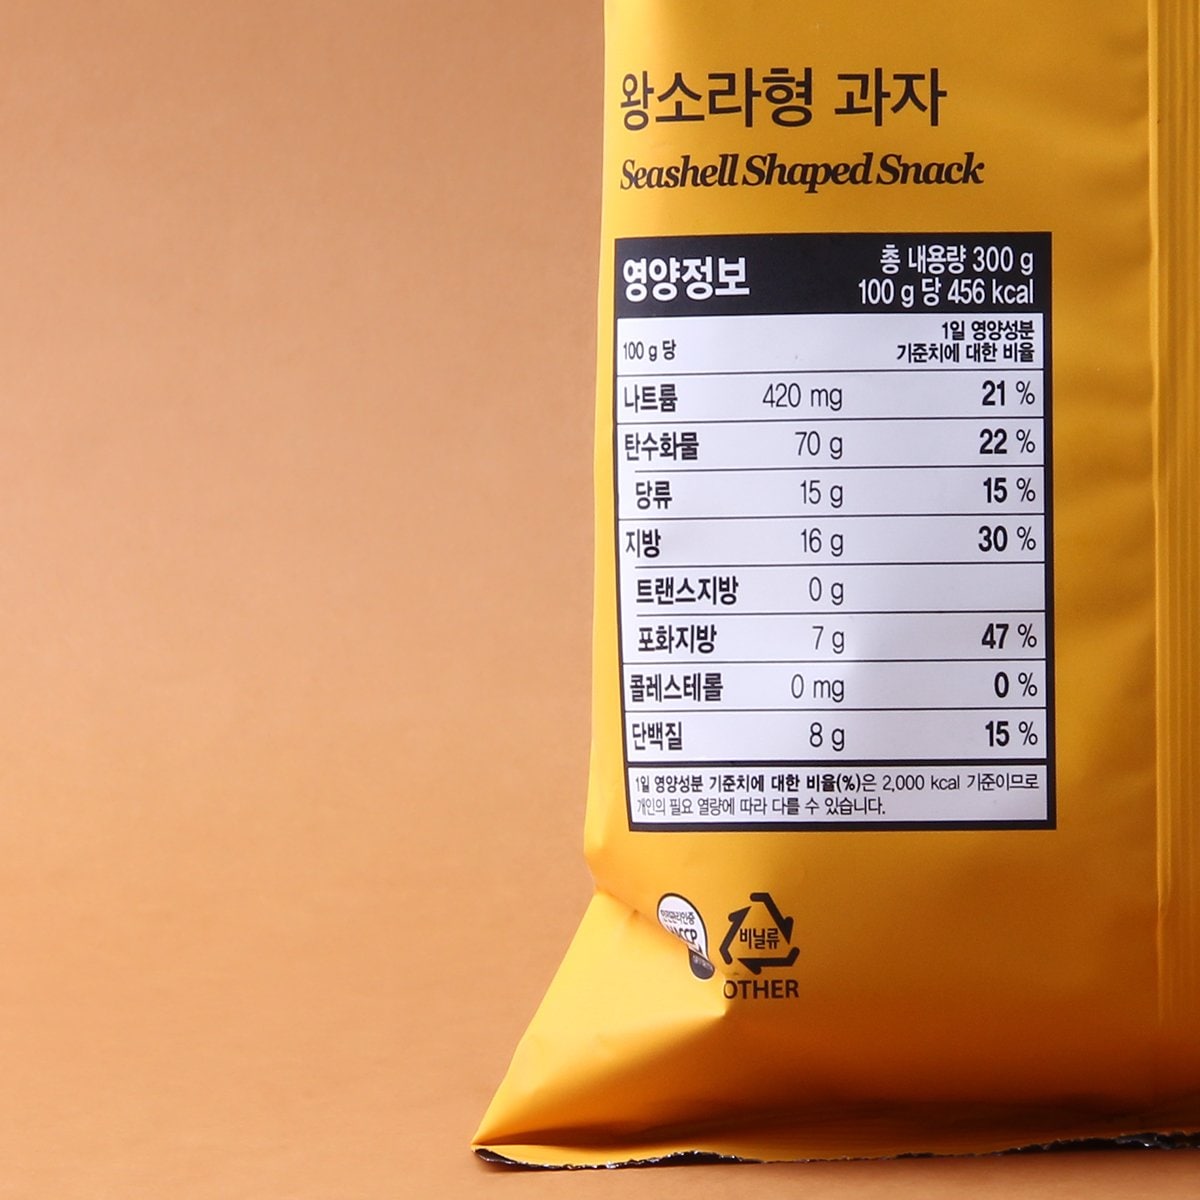 왕소라형 과자
Seashell Shaped Snack
영양정보
총 내용량 300 g
100 g 당 456 kcal
100 g 당
1일 영양성분
기준치에 대한 비율
나트륨 420 mg 21 %
탄수화물 70 g 22 %
당류 15 g 15 %
지방 16 g 30 %
트랜스지방 0 g
포화지방 7 g 47 %
콜레스테롤 0 mg 0 %
단백질 8 g 15 %
1일 영양성분 기준치에 대한 비율(%)은 2,000 kcal 기준이므로
개인의 필요 열량에 따라 다를 수 있습니다.
비닐류
OTHER